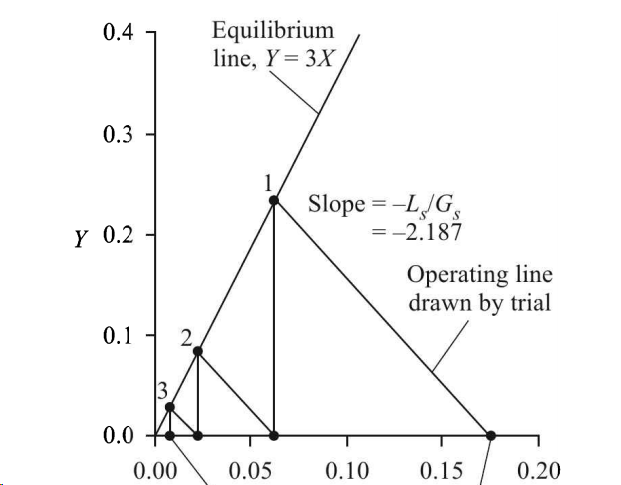 0.4
Equilibrium
line, Y = 3X
0.3
1
Slope = –Ls/Gs
= –2.187
Y 0.2
Operating line
drawn by trial
0.1
2
3
0.0
0.00 0.05 0.10 0.15 0.20